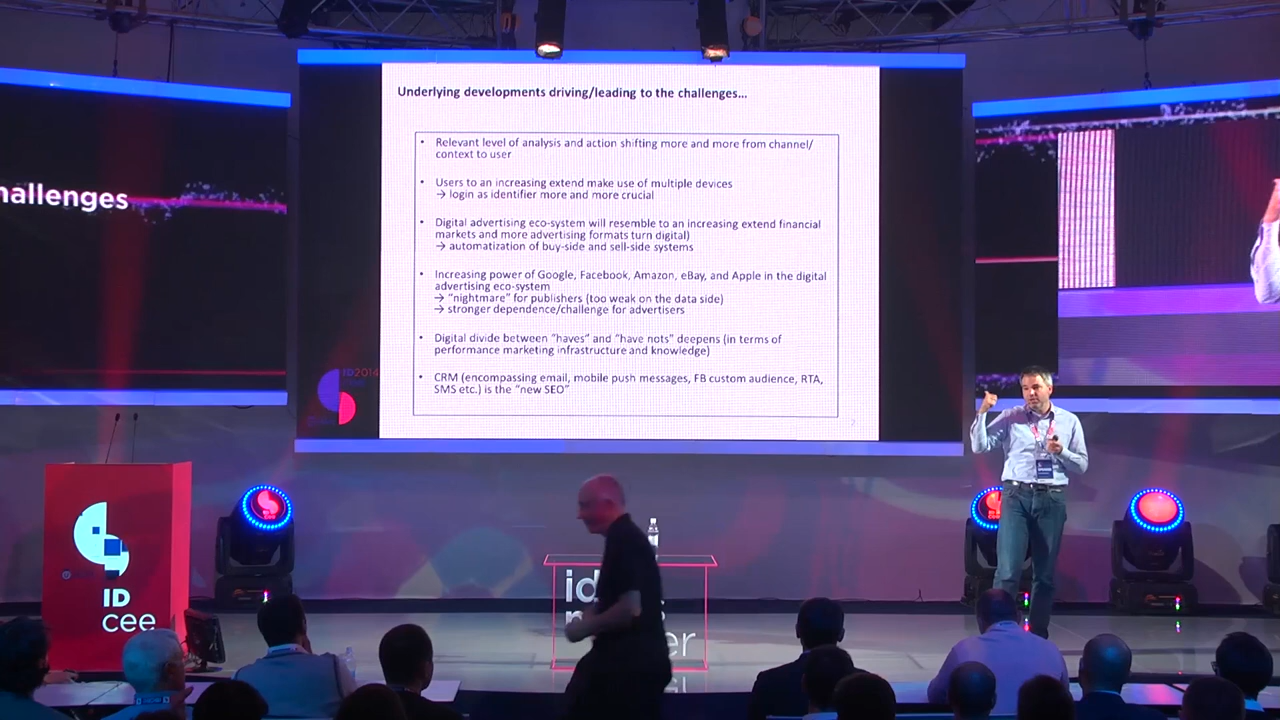 hallenges
Underlying developments driving/leading to the challenges...
• Relevant level of analysis and action shifting more and more from channel/
context to user
• Users to an increasing extend make use of multiple devices
→ login as identifier more and more crucial
• Digital advertising eco-system will resemble to an increasing extend financial
markets and more advertising formats turn digital)
→ automatization of buy-side and sell-side systems
• Increasing power of Google, Facebook, Amazon, eBay, and Apple in the digital
advertising eco-system
→ "nightmare" for publishers (too weak on the data side)
→ stronger dependence/challenge for advertisers
• Digital divide between "haves" and "have nots" deepens (in terms of
performance marketing infrastructure and knowledge)
• CRM (encompassing email, mobile push messages, FB custom audience, RTA,
SMS etc.) is the "new SEO"
2
ID2014
ID
cee
id
er